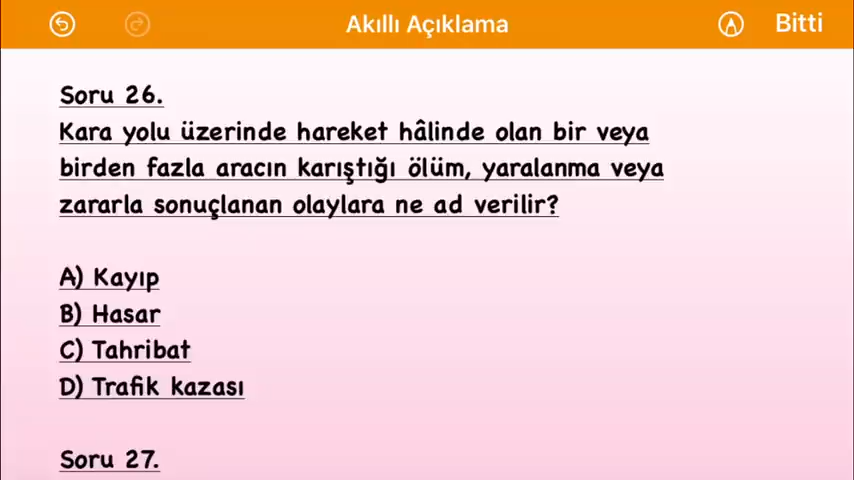 Akıllı Açıklama
Bitti
Soru 26.
Kara yolu üzerinde hareket hâlinde olan bir veya
birden fazla aracın karıştığı ölüm, yaralanma veya
zararla sonuçlanan olaylara ne ad verilir?
A) Kayıp
B) Hasar
C) Tahribat
D) Trafik kazası
Soru 27.